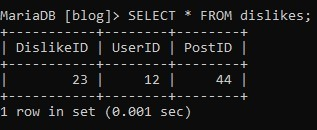 MariaDB [blog]> SELECT * FROM dislikes;
+-----------+--------+--------+
| DislikeID | UserID | PostID |
+-----------+--------+--------+
|        23 |     12 |     44 |
+-----------+--------+--------+
1 row in set (0.001 sec)